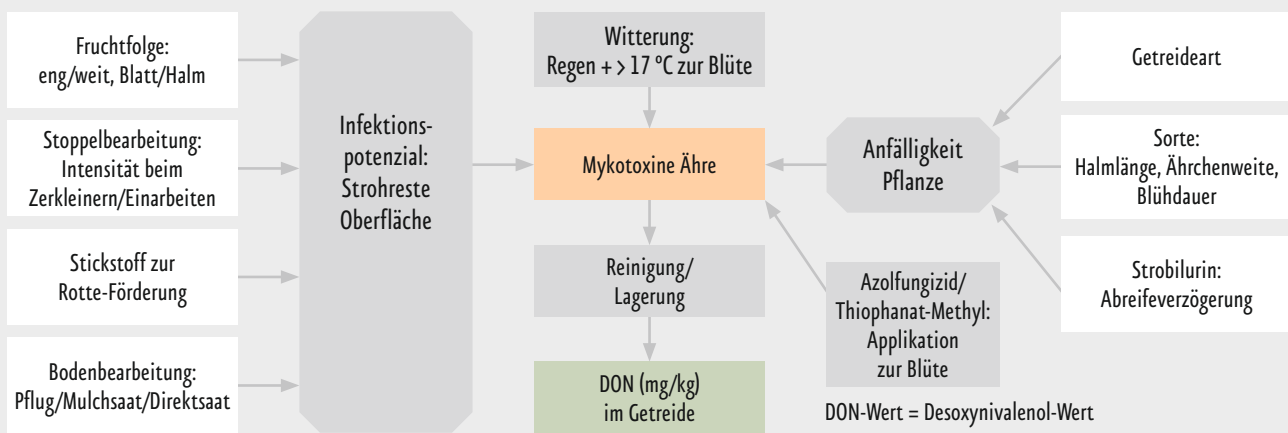 Fruchtfolge:
eng/weit, Blatt/Halm
Stoppelbearbeitung:
Intensität beim
Zerkleinern/Einarbeiten
Stickstoff zur
Rotte-Förderung
Bodenbearbeitung:
Pflug/Mulchsaat/Direktsaat
Infektions-
potenzial:
Strohreste
Oberfläche
Witterung:
Regen + > 17 °C zur Blüte
Mykotoxine Ähre
Reinigung/
Lagerung
DON (mg/kg)
im Getreide
Anfälligkeit
Pflanze
Azolfungizid/
Thiophanat-Methyl:
Applikation
zur Blüte
Getreideart
Sorte:
Halmlänge, Ährchenweite,
Blühdauer
Strobilurin:
Abreifeverzögerung
DON-Wert = Desoxynivalenol-Wert